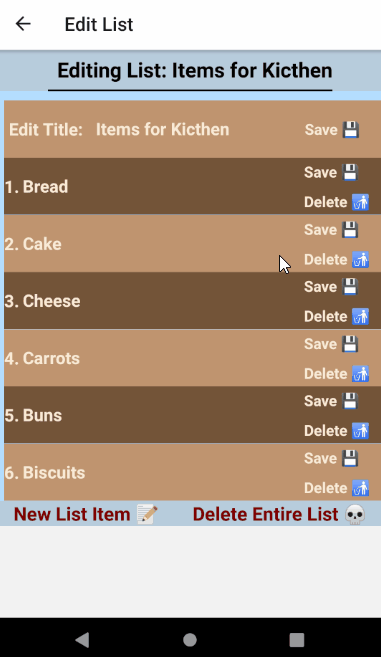 Edit List
Editing List: Items for Kicthen
Edit Title: Items for Kicthen Save 💾
1. Bread Save 💾
Delete 🚮
2. Cake Save 💾
Delete 🚮
3. Cheese Save 💾
Delete 🚮
4. Carrots Save 💾
Delete 🚮
5. Buns Save 💾
Delete 🚮
6. Biscuits Save 💾
Delete 🚮
New List Item 📝 Delete Entire List 💀